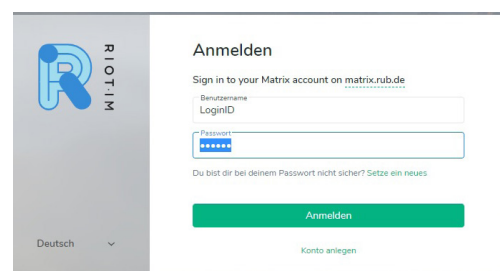 RIOT.IM
Deutsch
Anmelden
Sign in to your Matrix account on matrix.rub.de
Benutzername
LoginID
Passwort
••••••
Du bist dir bei deinem Passwort nicht sicher? Setze ein neues
Anmelden
Konto anlegen